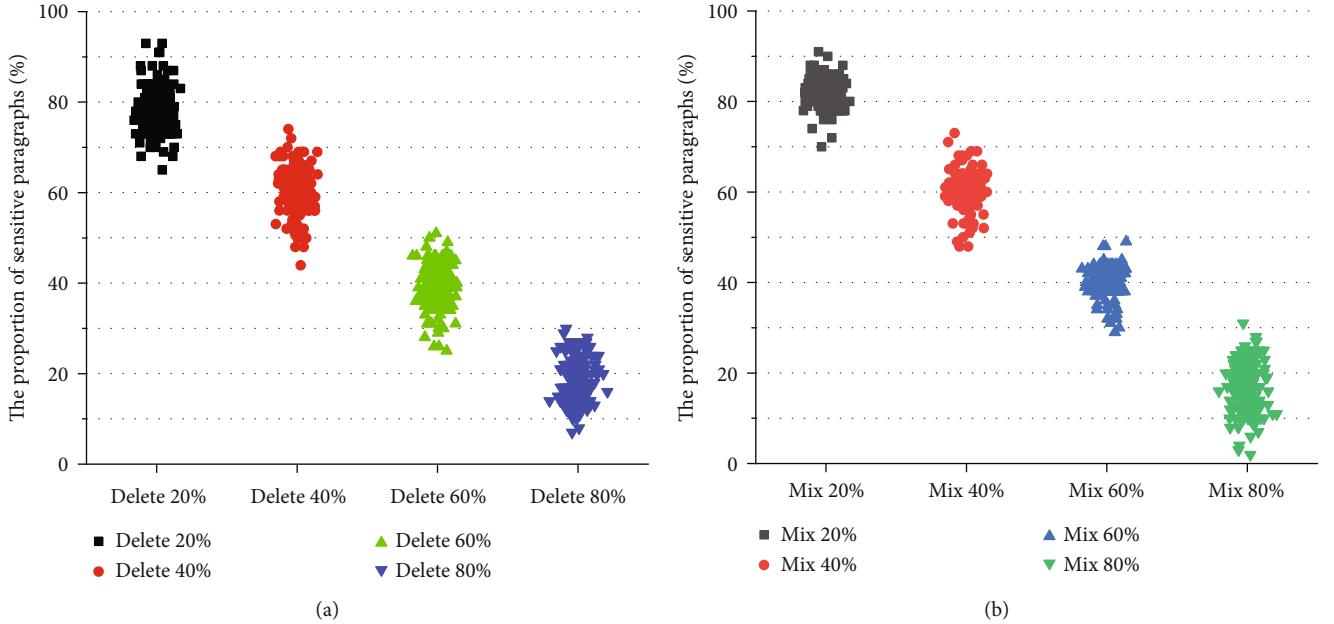 The proportion of sensitive paragraphs (%)
100
80
60
40
20
0
Delete 20%
Delete 40%
Delete 60%
Delete 80%
Delete 20%
Delete 60%
Delete 40%
Delete 80%
(a)
The proportion of sensitive paragraphs (%)
100
80
60
40
20
0
Mix 20%
Mix 40%
Mix 60%
Mix 80%
Mix 20%
Mix 60%
Mix 40%
Mix 80%
(b)